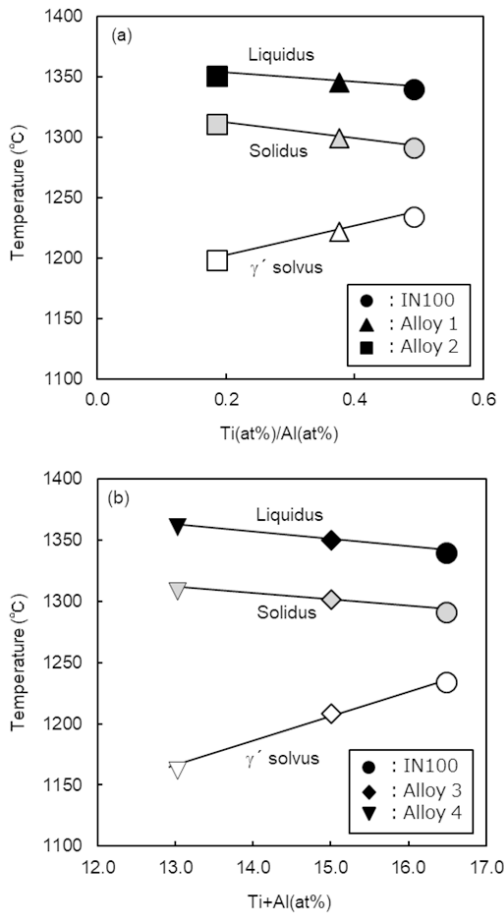 1400
(a)
Liquidus
1350
1300
Solidus
1250
1200
γ´ solvus
1150
1100
Temperature (°C)
● : IN100
▲ : Alloy 1
■ : Alloy 2
0.0 0.2 0.4 0.6
Ti(at%)/Al(at%)
1400
(b)
Liquidus
1350
1300
Solidus
1250
1200
γ´ solvus
1150
1100
Temperature (°C)
● : IN100
◆ : Alloy 3
▼ : Alloy 4
12.0 13.0 14.0 15.0 16.0 17.0
Ti+Al(at%)